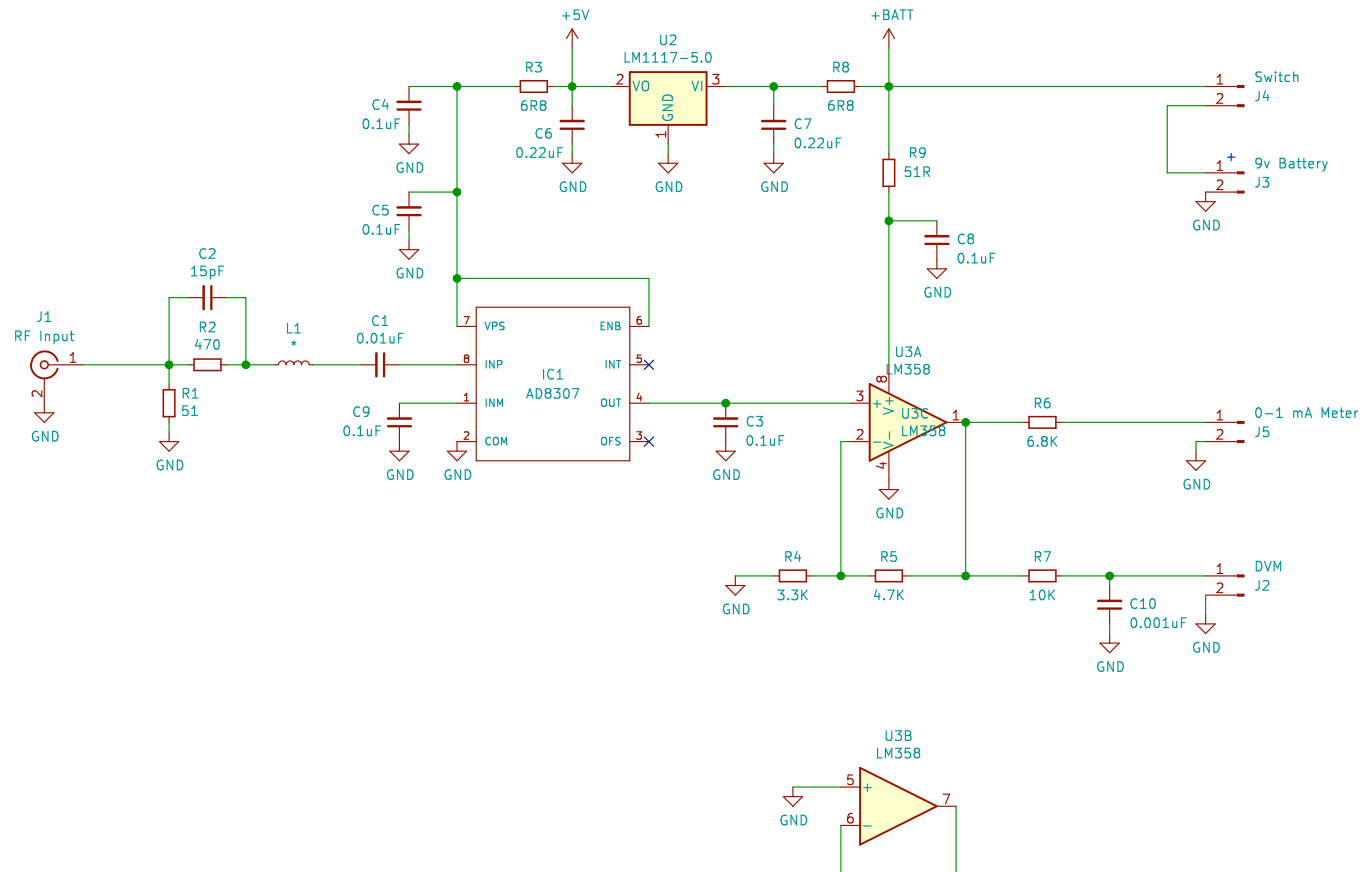 +5V
+BATT
U2
LM1117-5.0
R3
6R8
2
VO
VI
3
GND
1
R8
6R8
1
2
Switch
J4
C4
0.1uF
GND
C6
0.22uF
GND
GND
C7
0.22uF
GND
R9
51R
+
1
2
9v Battery
J3
GND
C5
0.1uF
GND
C8
0.1uF
GND
C2
15pF
J1
RF Input
1
2
GND
R2
470
L1
*
C1
0.01uF
R1
51
GND
7
VPS
ENB
6
8
INP
INT
5
IC1
AD8307
1
INM
OUT
4
2
COM
OFS
3
C9
0.1uF
GND
GND
C3
0.1uF
GND
U3A
LM358
8
3
+
V+
U3C
LM358
1
2
−
V−
4
GND
R6
6.8K
1
2
0-1 mA Meter
J5
GND
R4
3.3K
GND
R5
4.7K
R7
10K
1
2
DVM
J2
C10
0.001uF
GND
GND
U3B
LM358
5
+
7
6
−
GND